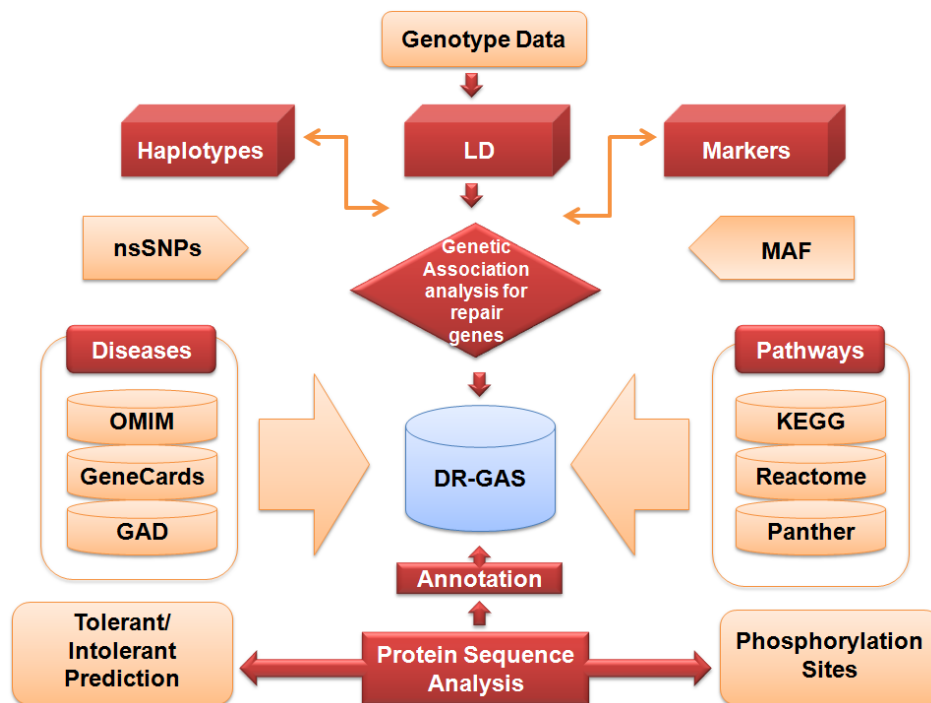 Genotype Data
Haplotypes
LD
Markers
nsSNPs
Genetic
Association
analysis for
repair
genes
MAF
Diseases
OMIM
GeneCards
GAD
DR-GAS
Pathways
KEGG
Reactome
Panther
Annotation
Tolerant/
Intolerant
Prediction
Protein Sequence
Analysis
Phosphorylation
Sites